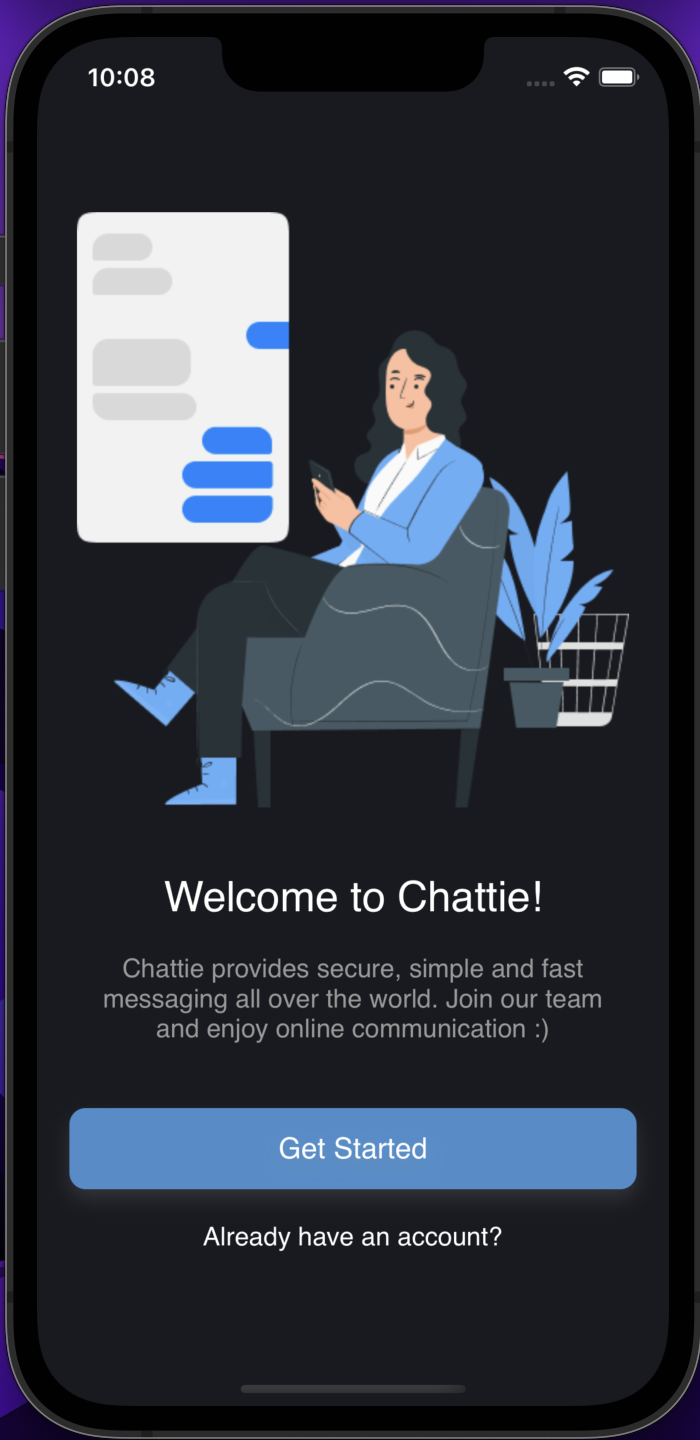 10:08
Welcome to Chattie!
Chattie provides secure, simple and fast
messaging all over the world. Join our team
and enjoy online communication :)
Get Started
Already have an account?